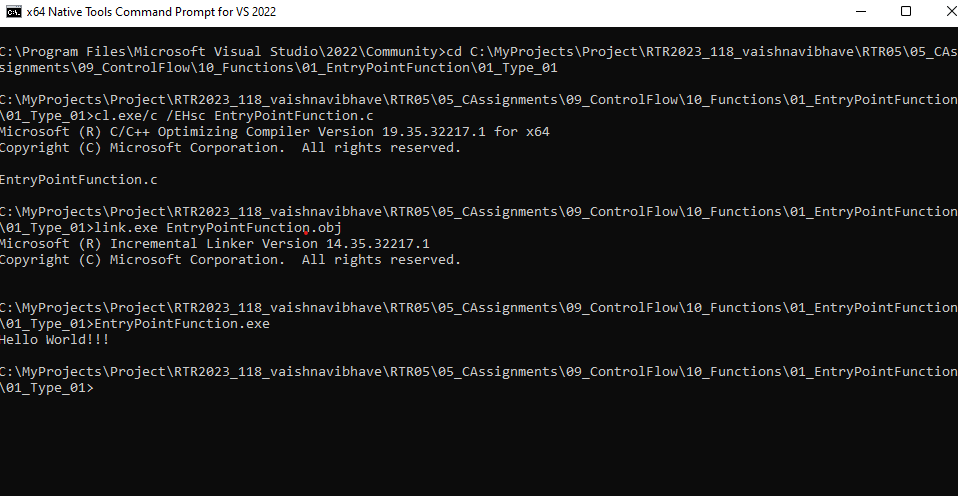 x64 Native Tools Command Prompt for VS 2022
C:\Program Files\Microsoft Visual Studio\2022\Community>cd C:\MyProjects\Project\RTR2023_118_vaishnavibhave\RTR05\05_CAs
signments\09_ControlFlow\10_Functions\01_EntryPointFunction\01_Type_01
C:\MyProjects\Project\RTR2023_118_vaishnavibhave\RTR05\05_CAssignments\09_ControlFlow\10_Functions\01_EntryPointFunction
\01_Type_01>cl.exe/c /EHsc EntryPointFunction.c
Microsoft (R) C/C++ Optimizing Compiler Version 19.35.32217.1 for x64
Copyright (C) Microsoft Corporation.  All rights reserved.
EntryPointFunction.c
C:\MyProjects\Project\RTR2023_118_vaishnavibhave\RTR05\05_CAssignments\09_ControlFlow\10_Functions\01_EntryPointFunction
\01_Type_01>link.exe EntryPointFunction.obj
Microsoft (R) Incremental Linker Version 14.35.32217.1
Copyright (C) Microsoft Corporation.  All rights reserved.
C:\MyProjects\Project\RTR2023_118_vaishnavibhave\RTR05\05_CAssignments\09_ControlFlow\10_Functions\01_EntryPointFunction
\01_Type_01>EntryPointFunction.exe
Hello World!!!
C:\MyProjects\Project\RTR2023_118_vaishnavibhave\RTR05\05_CAssignments\09_ControlFlow\10_Functions\01_EntryPointFunction
\01_Type_01>